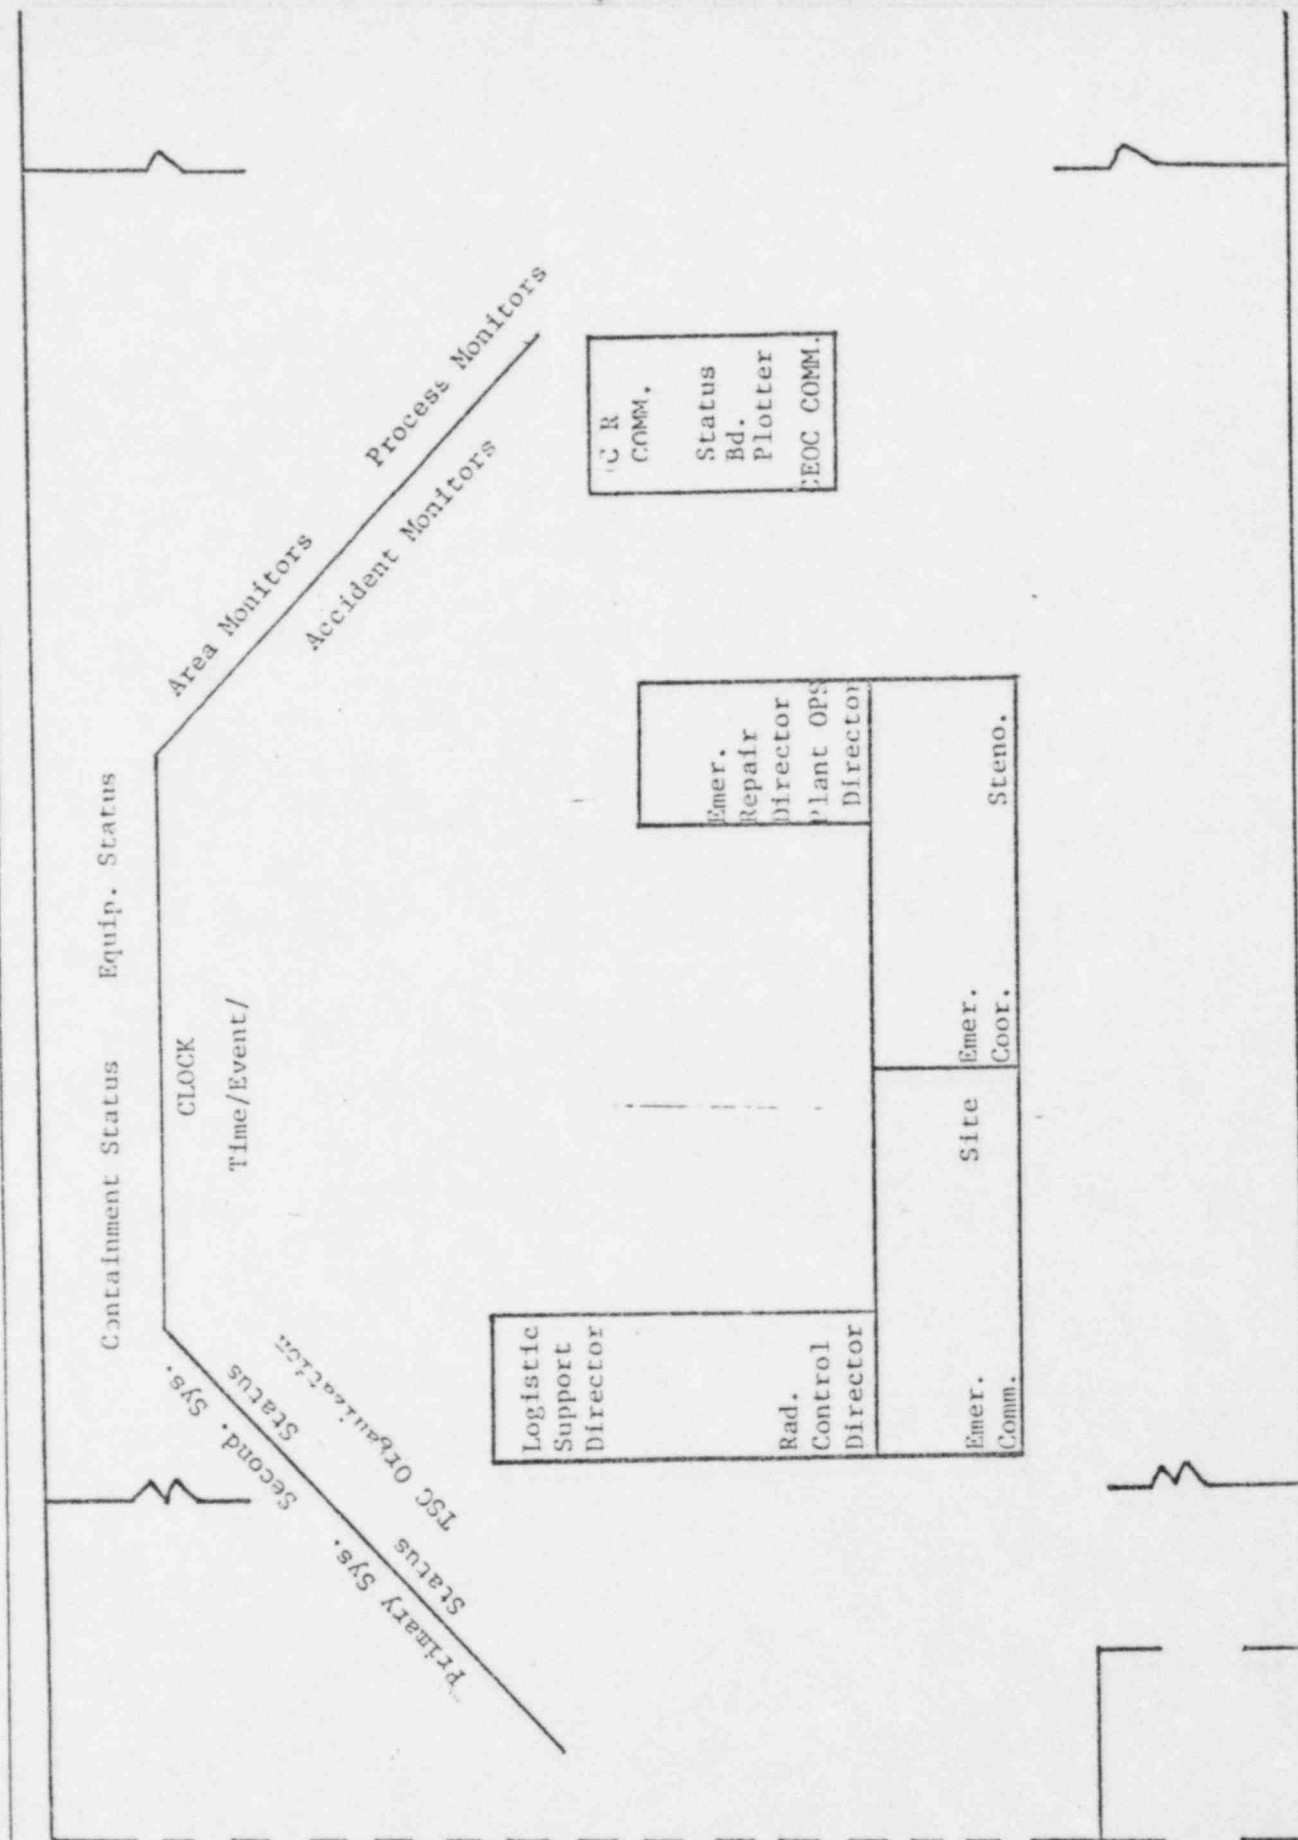 Containment Status    Equip. Status
CLOCK
Time/Event/
Second. Sys.
Status
Primary Sys.
Status
TSC Organization
Area Monitors
Process Monitors
Accident Monitors
Logistic
Support
Director
Rad.
Control
Director
Emer.
Repair
Director
Plant OPS
Director
C R
COMM.
Status
Bd.
Plotter
CEOC COMM.
Emer.
Comm.
Site Emer.
Coor.
Steno.